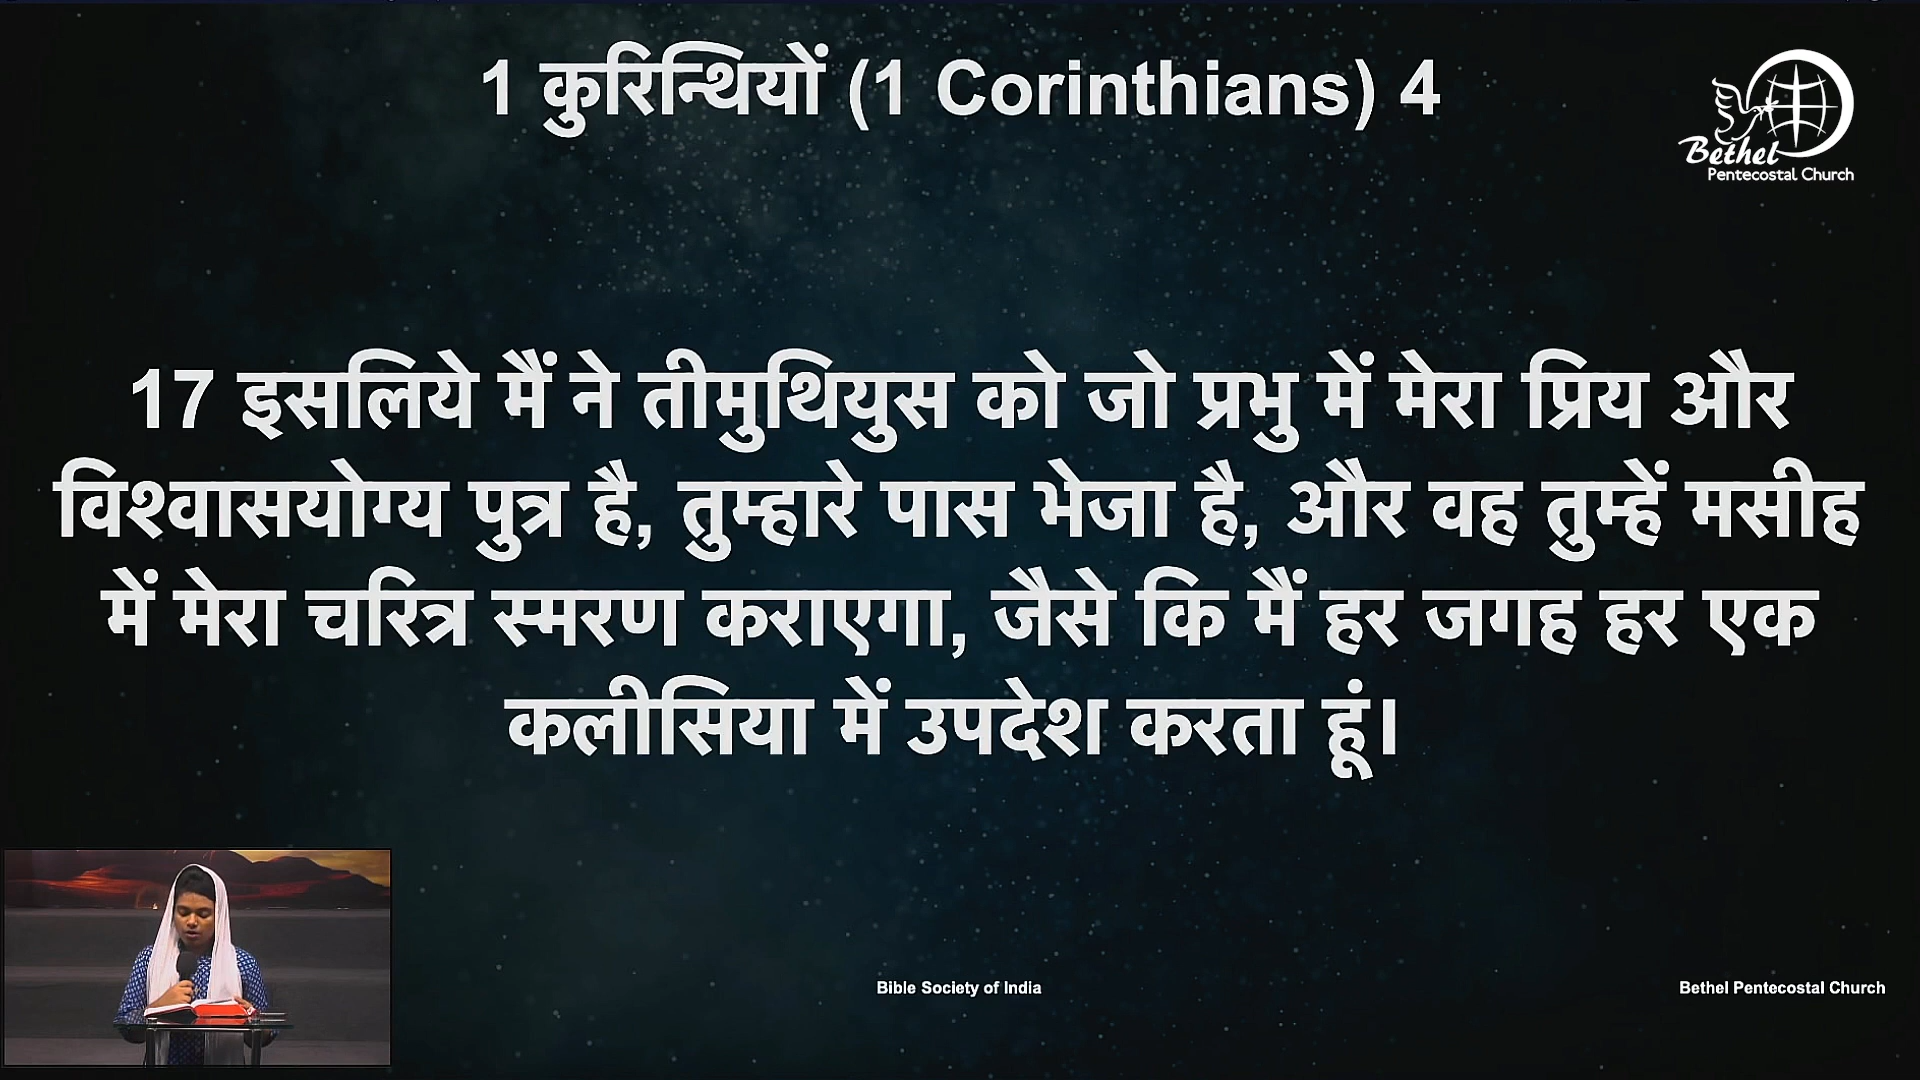 1 कुरिन्थियों (1 Corinthians) 4
Bethel
Pentecostal Church
17 इसलिये मैं ने तीमुथियुस को जो प्रभु में मेरा प्रिय और
विश्वासयोग्य पुत्र है, तुम्हारे पास भेजा है, और वह तुम्हें मसीह
में मेरा चरित्र स्मरण कराएगा, जैसे कि मैं हर जगह हर एक
कलीसिया में उपदेश करता हूं।
Bible Society of India
Bethel Pentecostal Church